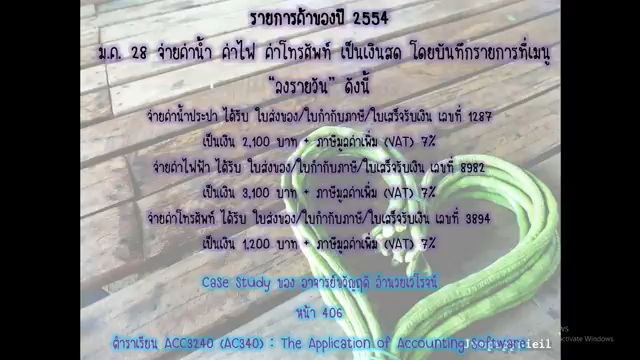 รายการค้าของปี 2554
ม.ค. 28 จ่ายค่าน้ำ ค่าไฟ ค่าโทรศัพท์ เป็นเงินสด โดยบันทึกรายการที่เมนู
“ลงรายวัน” ดังนี้
จ่ายค่าน้ำประปา ได้รับ ใบส่งของ/ใบกำกับภาษี/ใบเสร็จรับเงิน เลขที่ 1287
เป็นเงิน 2,100 บาท + ภาษีมูลค่าเพิ่ม (VAT) 7%
จ่ายค่าไฟฟ้า ได้รับ ใบส่งของ/ใบกำกับภาษี/ใบเสร็จรับเงิน เลขที่ 8982
เป็นเงิน 3,100 บาท + ภาษีมูลค่าเพิ่ม (VAT) 7%
จ่ายค่าโทรศัพท์ ได้รับ ใบส่งของ/ใบกำกับภาษี/ใบเสร็จรับเงิน เลขที่ 3894
เป็นเงิน 1,200 บาท + ภาษีมูลค่าเพิ่ม (VAT) 7%
Case Study ของ อาจารย์ขวัญฤดี อำนวยเวโรจน์
หน้า 406
ตำราเรียน ACC3240 (AC340) : The Application of Accounting Software